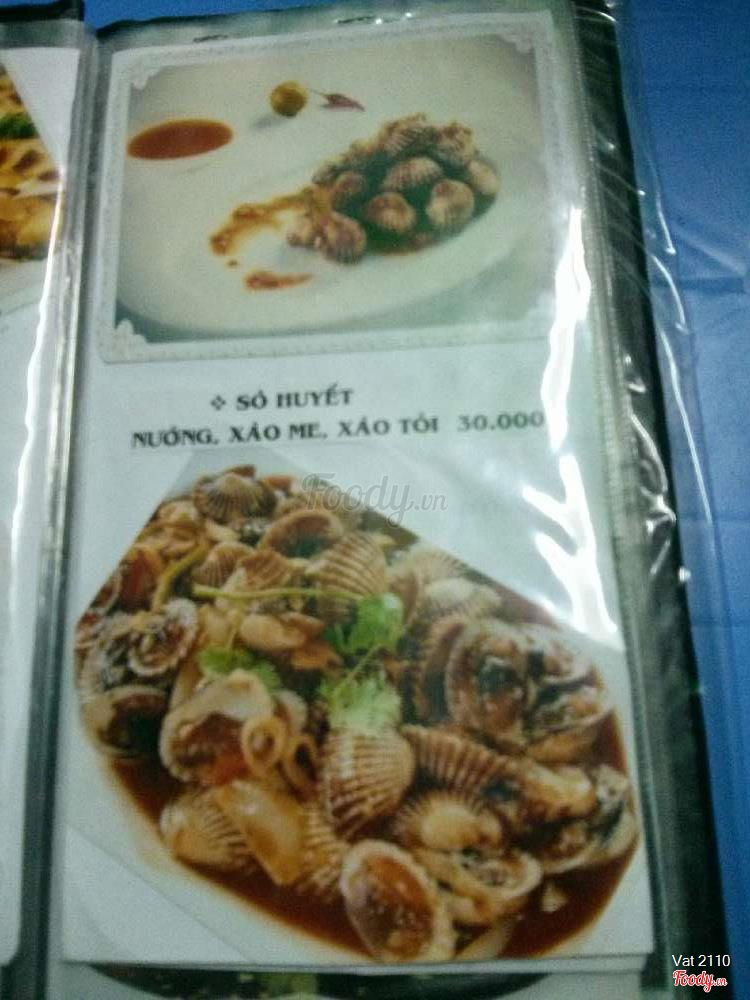 ❖ SÒ HUYẾT
NƯỚNG, XÀO ME, XÀO TỎI 30.000
Foody.vn
Vat 2110
Foody.vn